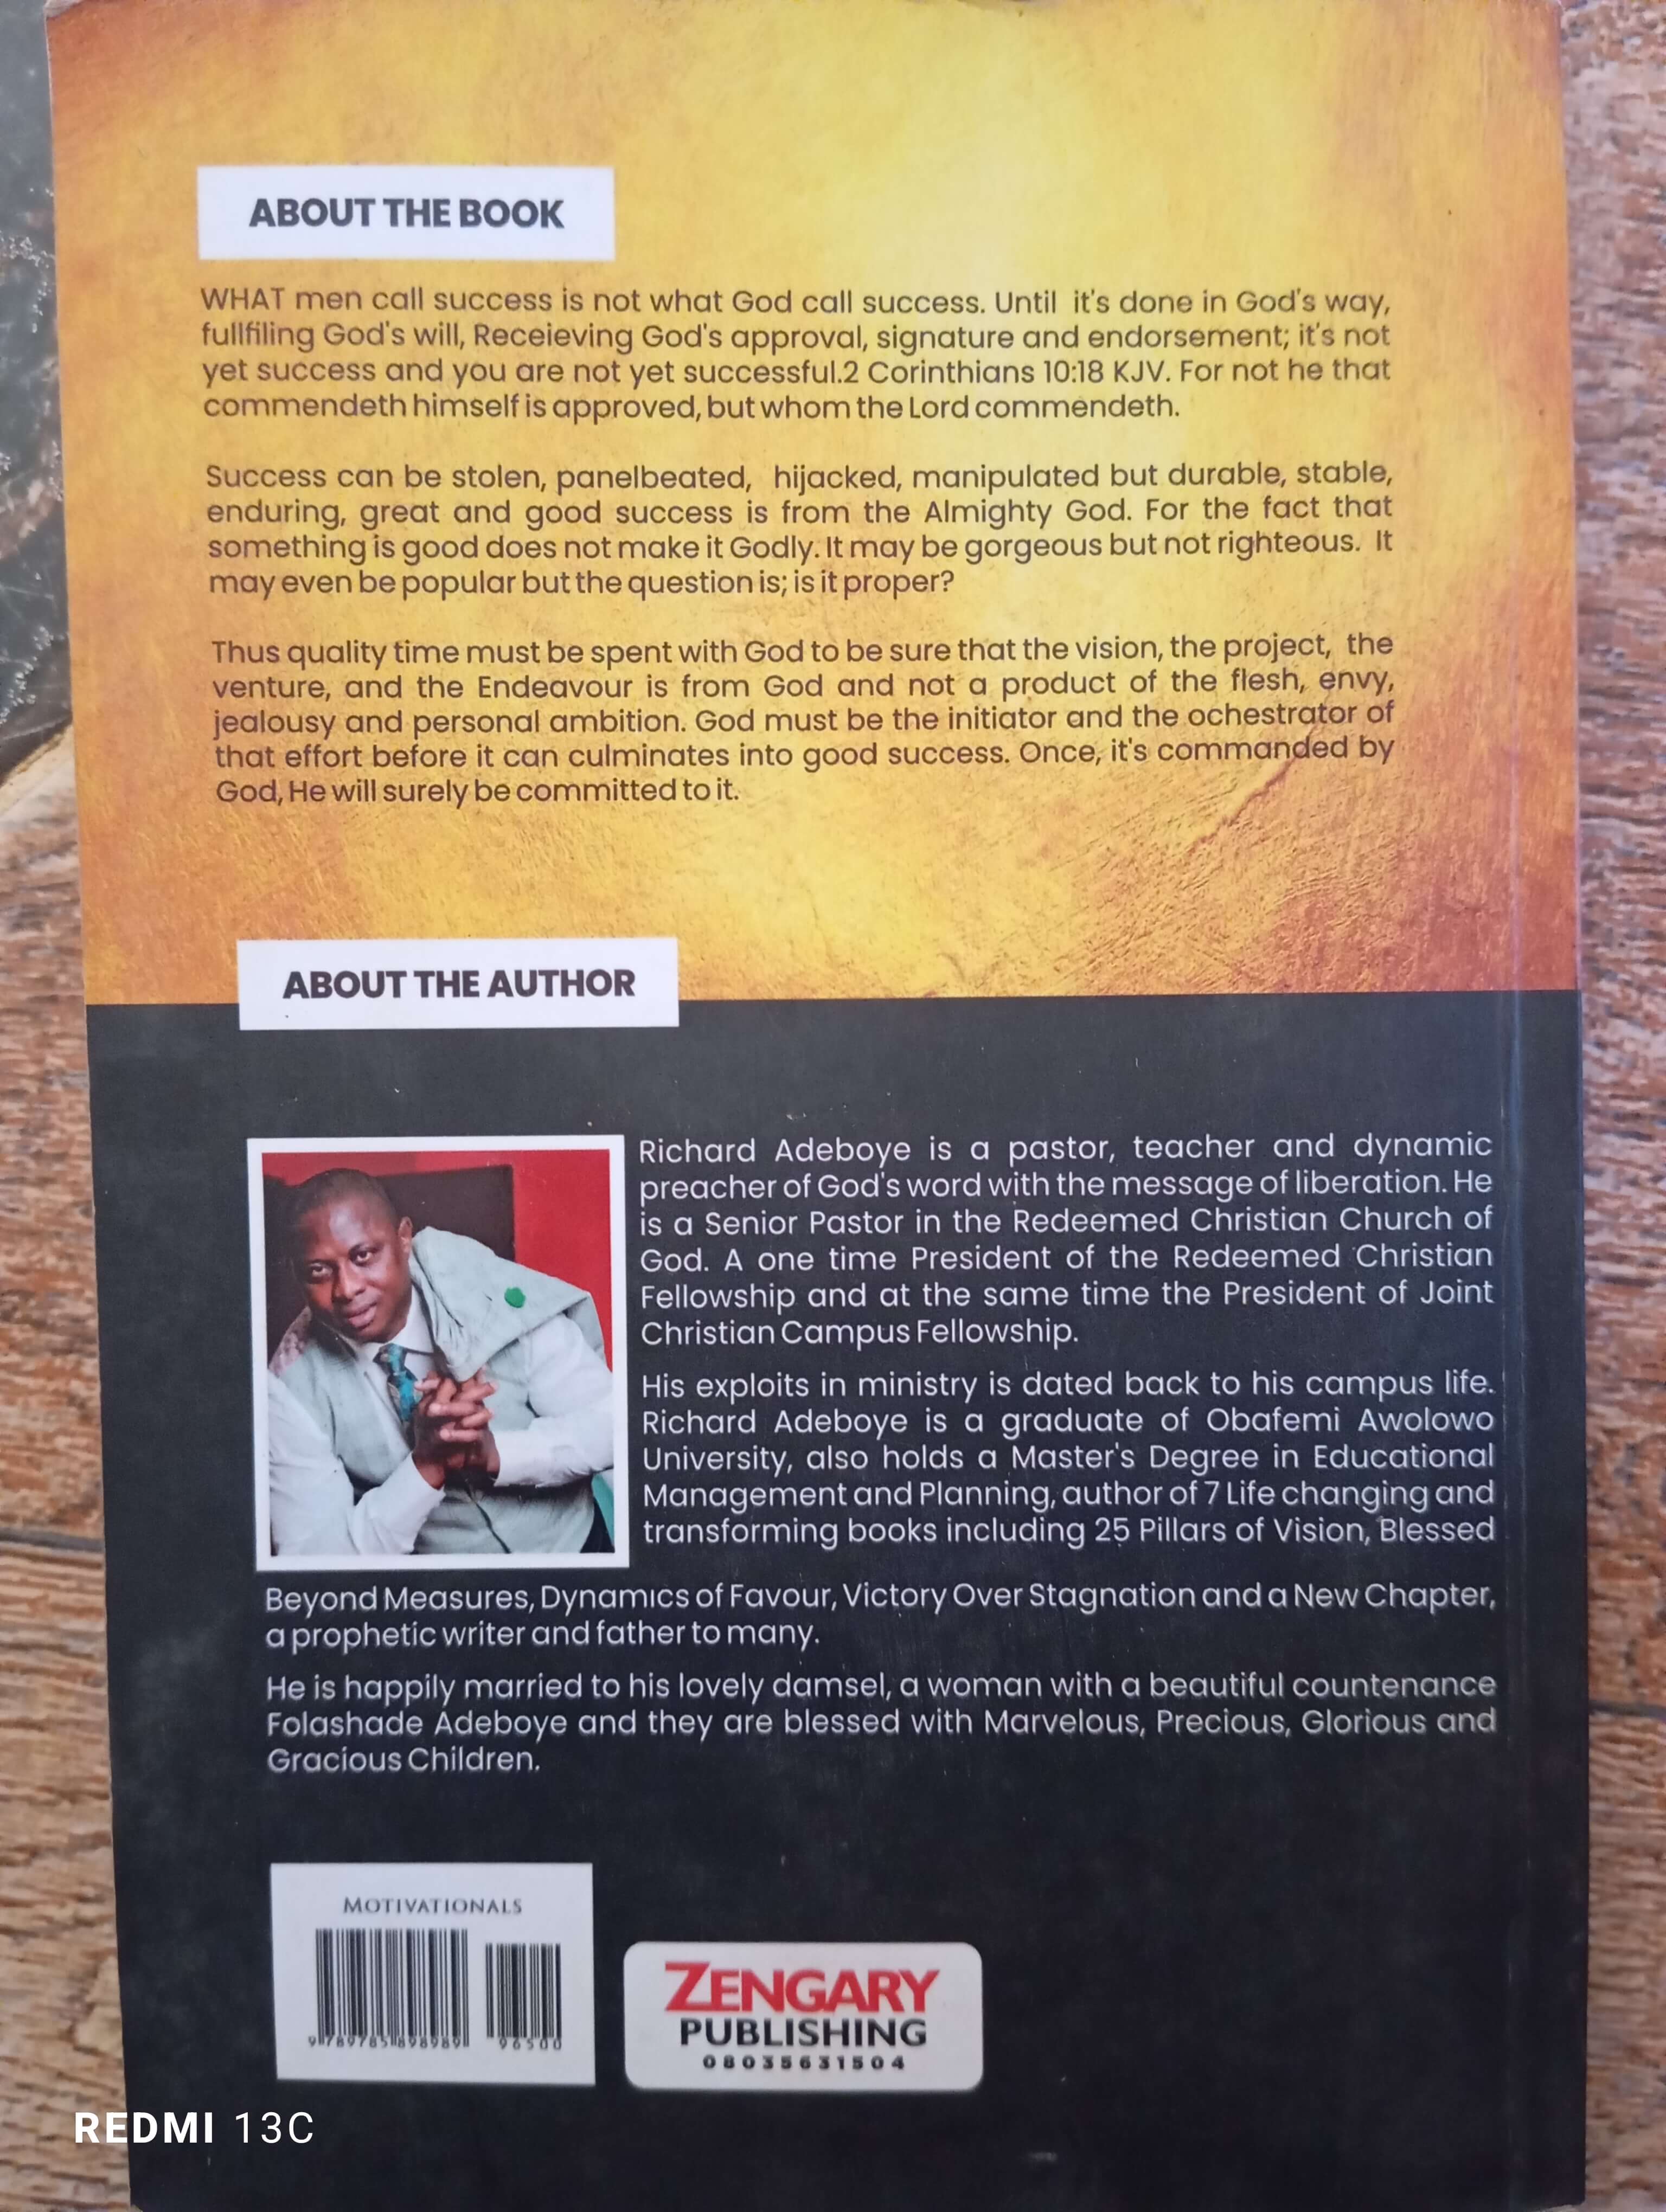 ABOUT THE BOOK
WHAT men call success is not what God call success. Until it's done in God's way,
fullfiling God's will, Receieving God's approval, signature and endorsement; it's not
yet success and you are not yet successful.2 Corinthians 10:18 KJV. For not he that
commendeth himself is approved, but whom the Lord commendeth.
Success can be stolen, panelbeated, hijacked, manipulated but durable, stable,
enduring, great and good success is from the Almighty God. For the fact that
something is good does not make it Godly. It may be gorgeous but not righteous. It
may even be popular but the question is; is it proper?
Thus quality time must be spent with God to be sure that the vision, the project, the
venture, and the Endeavour is from God and not a product of the flesh, envy,
jealousy and personal ambition. God must be the initiator and the ochestrator of
that effort before it can culminates into good success. Once, it's commanded by
God, He will surely be committed to it.
ABOUT THE AUTHOR
Richard Adeboye is a pastor, teacher and dynamic
preacher of God's word with the message of liberation. He
is a Senior Pastor in the Redeemed Christian Church of
God. A one time President of the Redeemed Christian
Fellowship and at the same time the President of Joint
Christian Campus Fellowship.
His exploits in ministry is dated back to his campus life.
Richard Adeboye is a graduate of Obafemi Awolowo
University, also holds a Master's Degree in Educational
Management and Planning, author of 7 Life changing and
transforming books including 25 Pillars of Vision, Blessed
Beyond Measures, Dynamics of Favour, Victory Over Stagnation and a New Chapter,
a prophetic writer and father to many.
He is happily married to his lovely damsel, a woman with a beautiful countenance
Folashade Adeboye and they are blessed with Marvelous, Precious, Glorious and
Gracious Children.
MOTIVATIONALS
9 789785 898989 96500
ZENGARY
PUBLISHING
08035631504
REDMI 13C